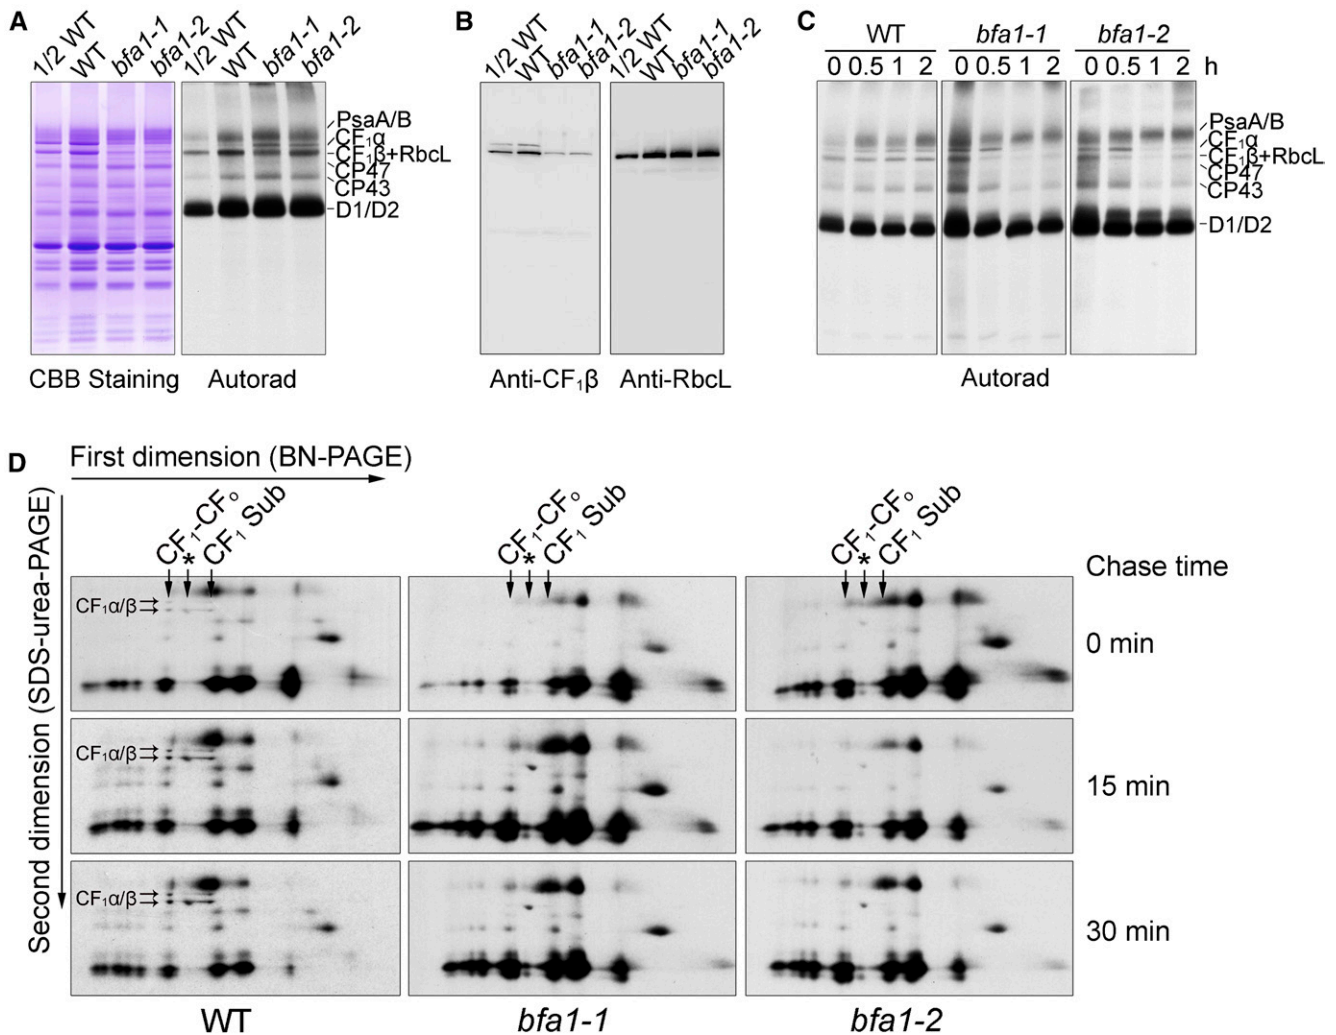 A
1/2 WT WT bfa1-1 bfa1-2 1/2 WT WT bfa1-1 bfa1-2
PsaA/B
CF₁α
CF₁β+RbcL
CP47
CP43
D1/D2
CBB Staining Autorad
B
1/2 WT WT bfa1-1 bfa1-2 1/2 WT WT bfa1-1 bfa1-2
Anti-CF₁β Anti-RbcL
C
WT bfa1-1 bfa1-2
0 0.5 1 2 0 0.5 1 2 0 0.5 1 2 h
PsaA/B
CF₁α
CF₁β+RbcL
CP47
CP43
D1/D2
Autorad
D
First dimension (BN-PAGE)
Second dimension (SDS-urea-PAGE)
CF₁-CFₒ * CF₁ Sub CF₁-CFₒ * CF₁ Sub CF₁-CFₒ * CF₁ Sub
Chase time
CF₁α/β
0 min
CF₁α/β
15 min
CF₁α/β
30 min
WT bfa1-1 bfa1-2